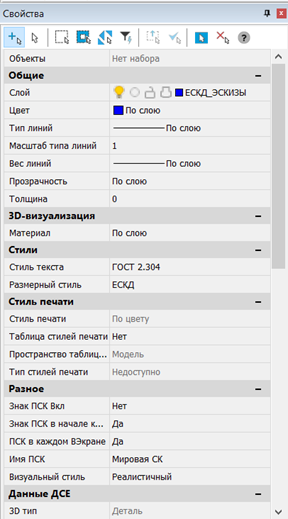 Свойства
Объекты Нет набора
Общие
Слой ЕСКД_ЭСКИЗЫ
Цвет По слою
Тип линий По слою
Масштаб типа линий 1
Вес линий По слою
Прозрачность По слою
Толщина 0
3D-визуализация
Материал По слою
Стили
Стиль текста ГОСТ 2.304
Размерный стиль ЕСКД
Стиль печати
Стиль печати По цвету
Таблица стилей печати Нет
Пространство таблиц... Модель
Тип стилей печати Недоступно
Разное
Знак ПСК Вкл Нет
Знак ПСК в начале к... Да
ПСК в каждом ВЭкране Да
Имя ПСК Мировая СК
Визуальный стиль Реалистичный
Данные ДСЕ
3D тип Деталь